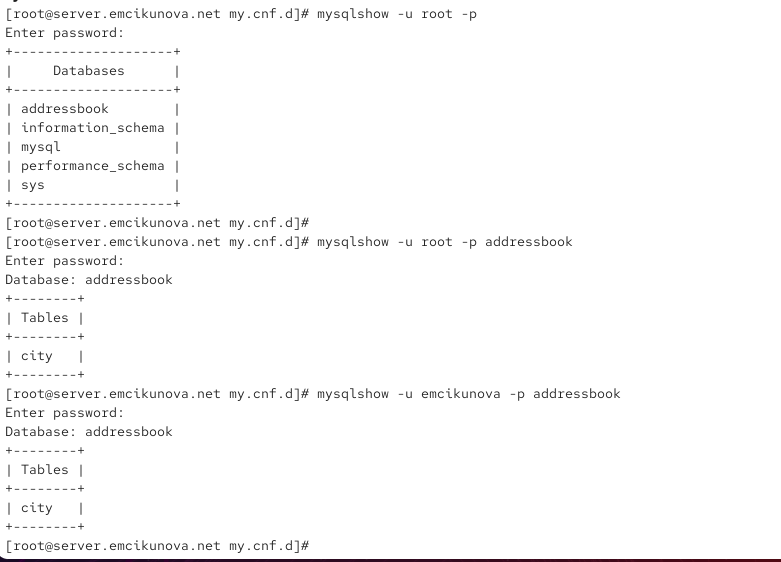 [root@server.emcikunova.net my.cnf.d]# mysqlshow -u root -p
Enter password:
+--------------------+
|     Databases      |
+--------------------+
| addressbook        |
| information_schema |
| mysql              |
| performance_schema |
| sys                |
+--------------------+
[root@server.emcikunova.net my.cnf.d]#
[root@server.emcikunova.net my.cnf.d]# mysqlshow -u root -p addressbook
Enter password:
Database: addressbook
+--------+
| Tables |
+--------+
| city   |
+--------+
[root@server.emcikunova.net my.cnf.d]# mysqlshow -u emcikunova -p addressbook
Enter password:
Database: addressbook
+--------+
| Tables |
+--------+
| city   |
+--------+
[root@server.emcikunova.net my.cnf.d]#